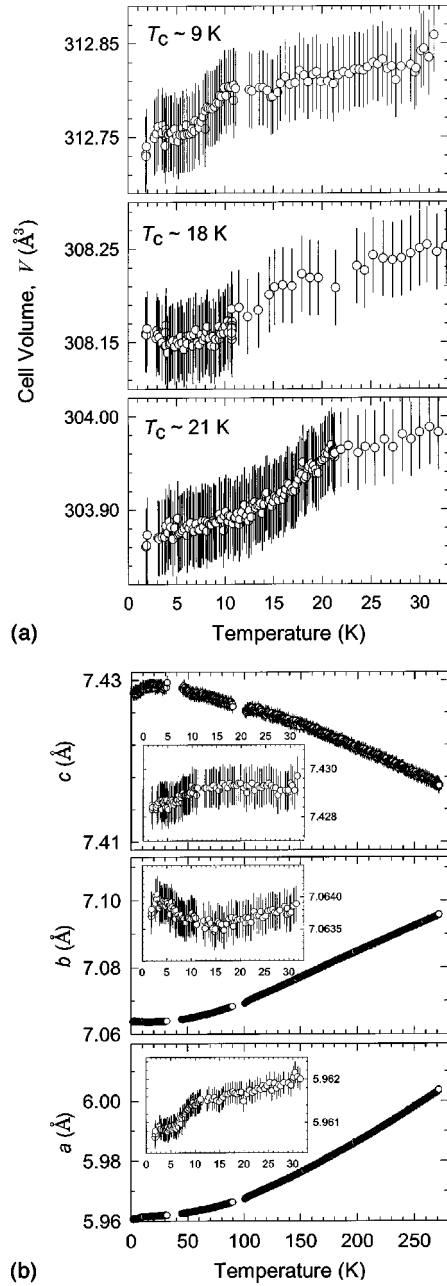 312.85
T_C ~ 9 K
312.75
Cell Volume, V (Å³)
308.25
T_C ~ 18 K
308.15
304.00
T_C ~ 21 K
303.90
0 5 10 15 20 25 30
(a)
Temperature (K)
7.43
c (Å)
0 5 10 15 20 25 30
7.430
7.428
7.41
7.10
b (Å)
7.08
7.0640
7.0635
0 5 10 15 20 25 30
7.06
6.00
a (Å)
5.98
5.962
5.961
0 5 10 15 20 25 30
5.96
0 50 100 150 200 250
(b)
Temperature (K)